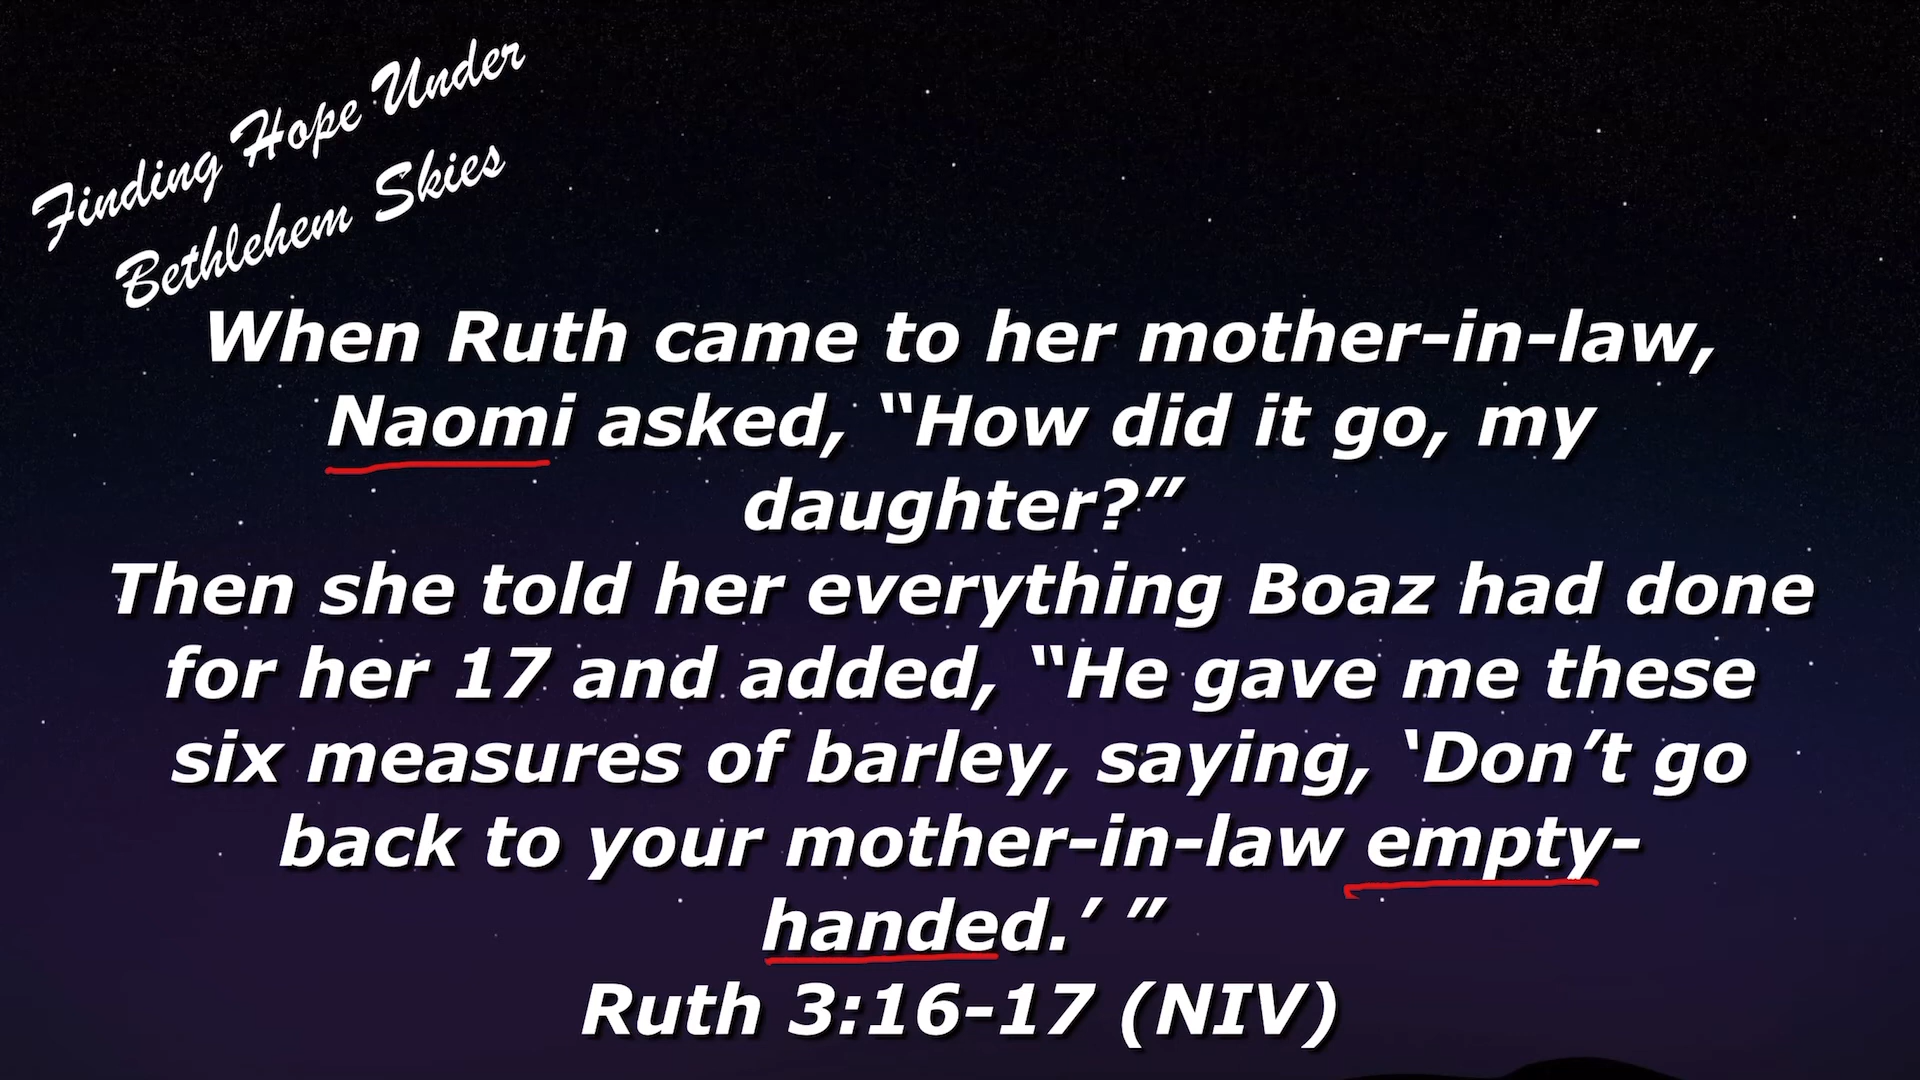 Finding Hope Under
Bethlehem Skies
When Ruth came to her mother-in-law,
Naomi asked, “How did it go, my
daughter?”
Then she told her everything Boaz had done
for her 17 and added, “He gave me these
six measures of barley, saying, ‘Don’t go
back to your mother-in-law empty-
handed.’ ”
Ruth 3:16-17 (NIV)